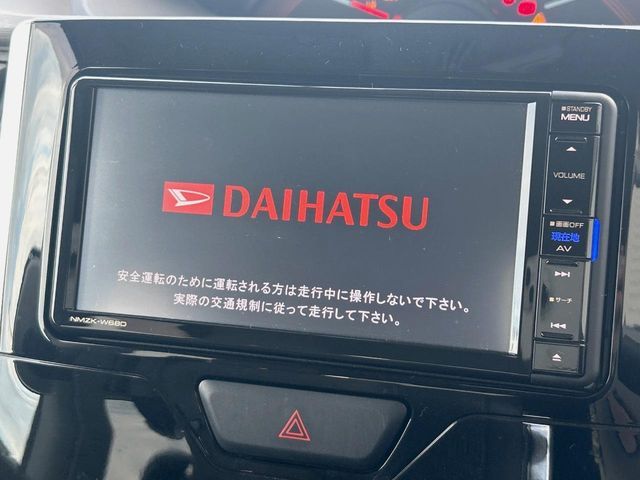 STANDBY
MENU
VOLUME
DAIHATSU
画面OFF
現在地
AV
安全運転のために運転される方は走行中に操作しないで下さい。
実際の交通規制に従って走行して下さい。
サーチ
NMZK-W68D